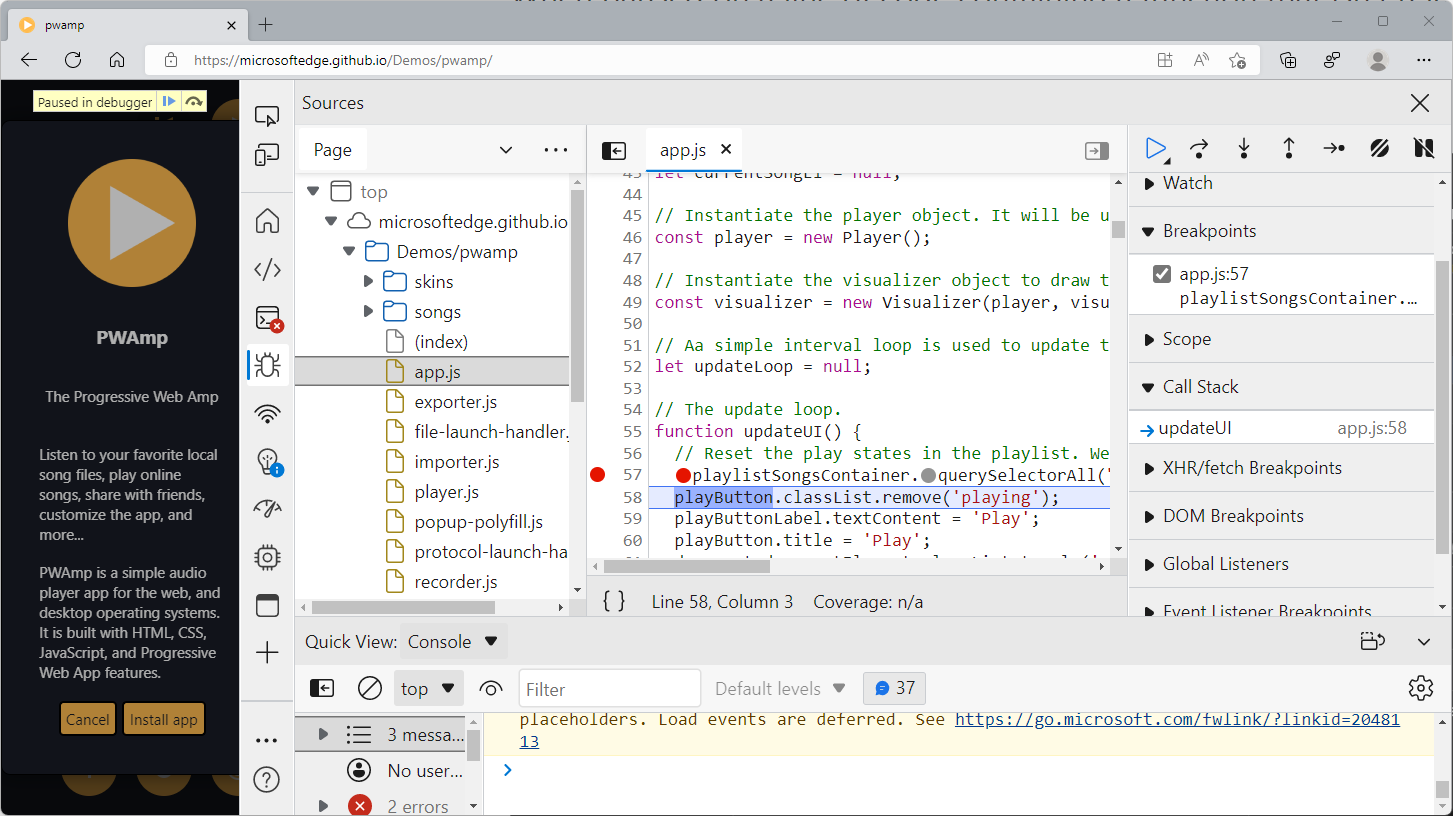 pwamp
https://microsoftedge.github.io/Demos/pwamp/
Paused in debugger
PWAmp
The Progressive Web Amp
Listen to your favorite local
song files, play online
songs, share with friends,
customize the app, and
more...
PWAmp is a simple audio
player app for the web, and
desktop operating systems.
It is built with HTML, CSS,
JavaScript, and Progressive
Web App features.
Cancel
Install app
Sources
Page
top
microsoftedge.github.io
Demos/pwamp
skins
songs
(index)
app.js
exporter.js
file-launch-handler.
importer.js
player.js
popup-polyfill.js
protocol-launch-ha
recorder.js
app.js
43 let currentSongEl = null;
44
45 // Instantiate the player object. It will be u
46 const player = new Player();
47
48 // Instantiate the visualizer object to draw t
49 const visualizer = new Visualizer(player, visu
50
51 // Aa simple interval loop is used to update t
52 let updateLoop = null;
53
54 // The update loop.
55 function updateUI() {
56 // Reset the play states in the playlist. We
57 playlistSongsContainer.querySelectorAll('
58 playButton.classList.remove('playing');
59 playButtonLabel.textContent = 'Play';
60 playButton.title = 'Play';
{ } Line 58, Column 3 Coverage: n/a
Watch
Breakpoints
app.js:57
playlistSongsContainer.…
Scope
Call Stack
updateUI app.js:58
XHR/fetch Breakpoints
DOM Breakpoints
Global Listeners
Event Listener Breakpoints
Quick View: Console
top
Filter
Default levels
37
3 messa...
No user...
2 errors
placeholders. Load events are deferred. See https://go.microsoft.com/fwlink/?linkid=20481
13